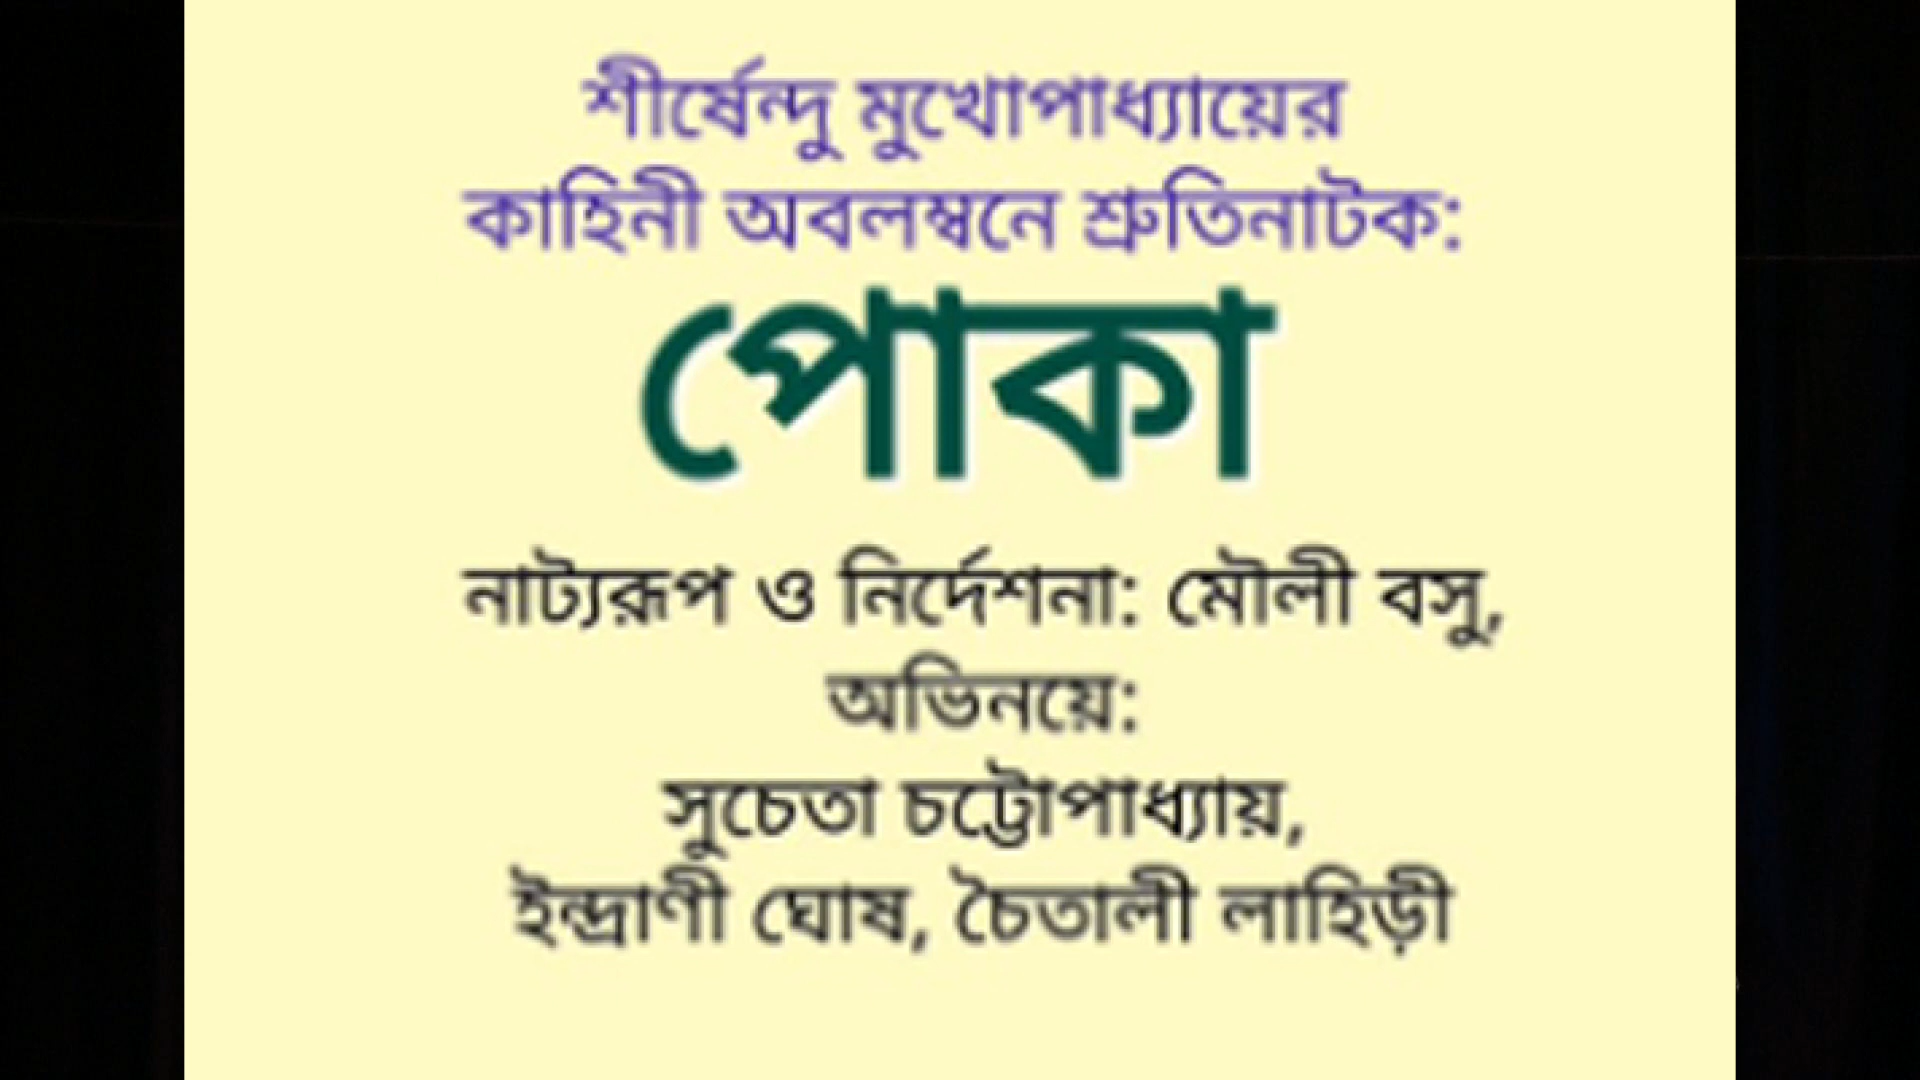 শীর্ষেন্দু মুখোপাধ্যায়ের
কাহিনী অবলম্বনে শ্রুতিনাটক:
পোকা
নাট্যরূপ ও নির্দেশনা: মৌলী বসু,
অভিনয়ে:
সুচেতা চট্টোপাধ্যায়,
ইন্দ্রাণী ঘোষ, চৈতালী লাহিড়ী